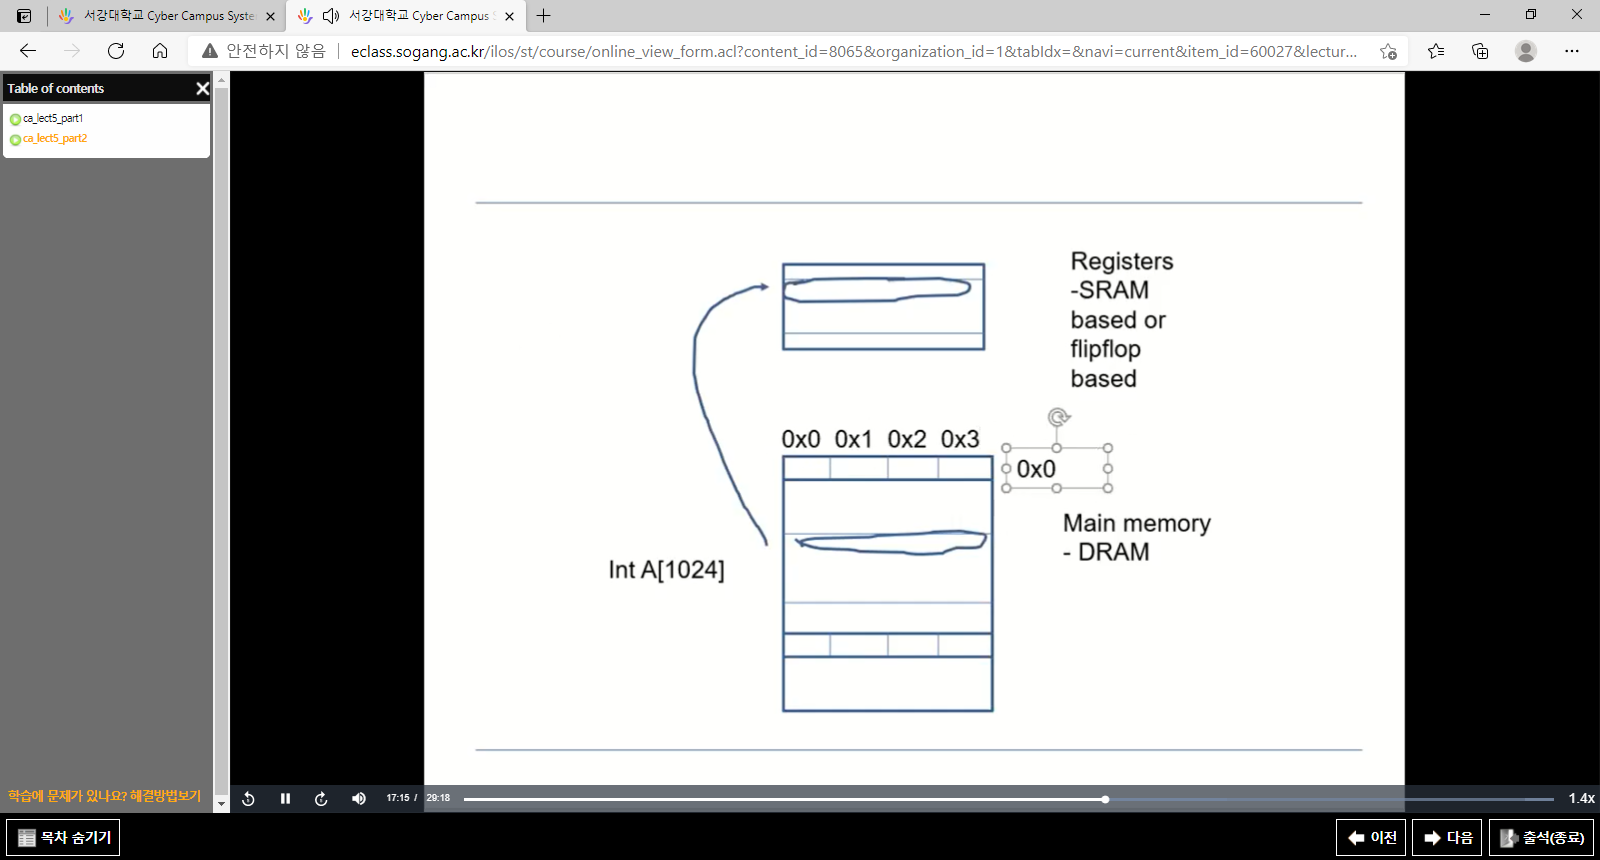 서강대학교 Cyber Campus Syste
서강대학교 Cyber Campus S
안전하지 않음
eclass.sogang.ac.kr/ilos/st/course/online_view_form.acl?content_id=8065&organization_id=1&tabIdx=&navi=current&item_id=60027&lectur...
Table of contents
ca_lect5_part1
ca_lect5_part2
Registers
-SRAM
based or
flipflop
based
0x0 0x1 0x2 0x3
0x0
Main memory
- DRAM
Int A[1024]
학습에 문제가 있나요? 해결방법보기
17:15 / 29:18
1.4x
목차 숨기기
이전
다음
출석(종료)